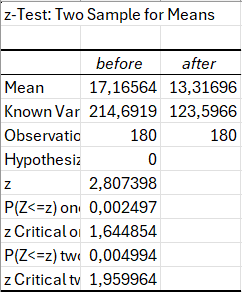 z-Test: Two Sample for Means
before after
Mean 17,16564 13,31696
Known Var 214,6919 123,5966
Observatio 180 180
Hypothesiz 0
z 2,807398
P(Z<=z) on 0,002497
z Critical o 1,644854
P(Z<=z) tw 0,004994
z Critical tw 1,959964